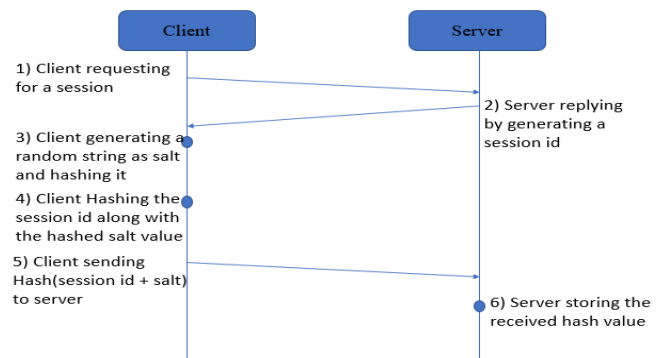 Client
Server
1) Client requesting
for a session
2) Server replying
by generating a
session id
3) Client generating a
random string as salt
and hashing it
4) Client Hashing the
session id along with
the hashed salt value
5) Client sending
Hash(session id + salt)
to server
6) Server storing the
received hash value